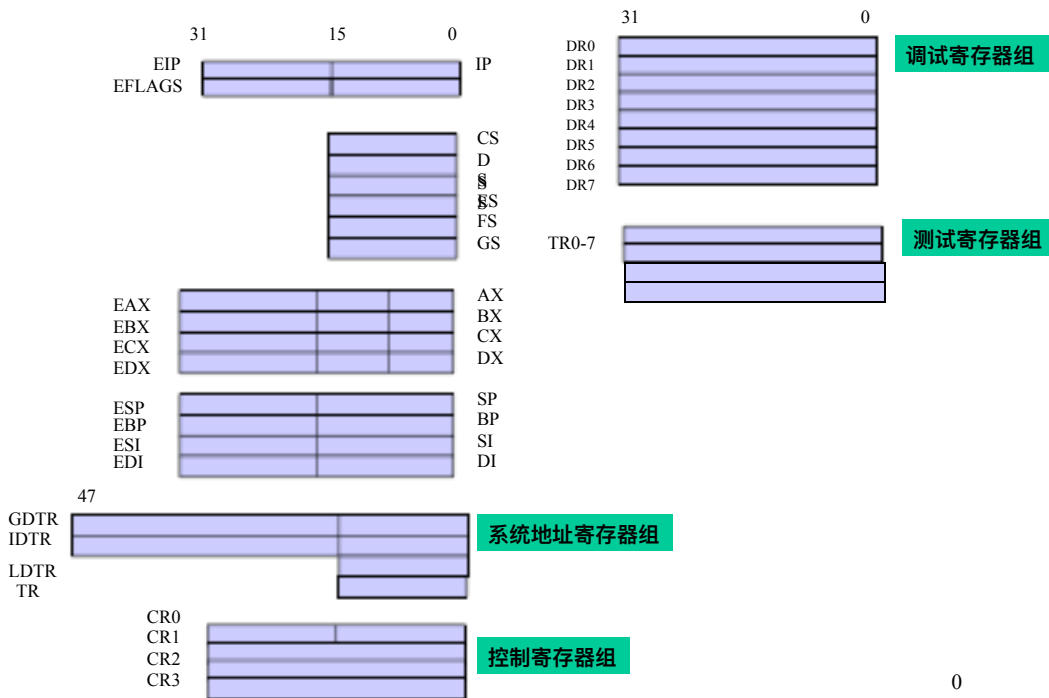 31 15 0
EIP IP
EFLAGS
CS
D
S
S
ES
S
FS
GS
EAX AX
EBX BX
ECX CX
EDX DX
ESP SP
EBP BP
ESI SI
EDI DI
47
GDTR
IDTR
系统地址寄存器组
LDTR
TR
CR0
CR1
CR2
CR3
控制寄存器组
31 0
DR0
DR1
DR2
DR3
DR4
DR5
DR6
DR7
调试寄存器组
TR0-7
测试寄存器组
0